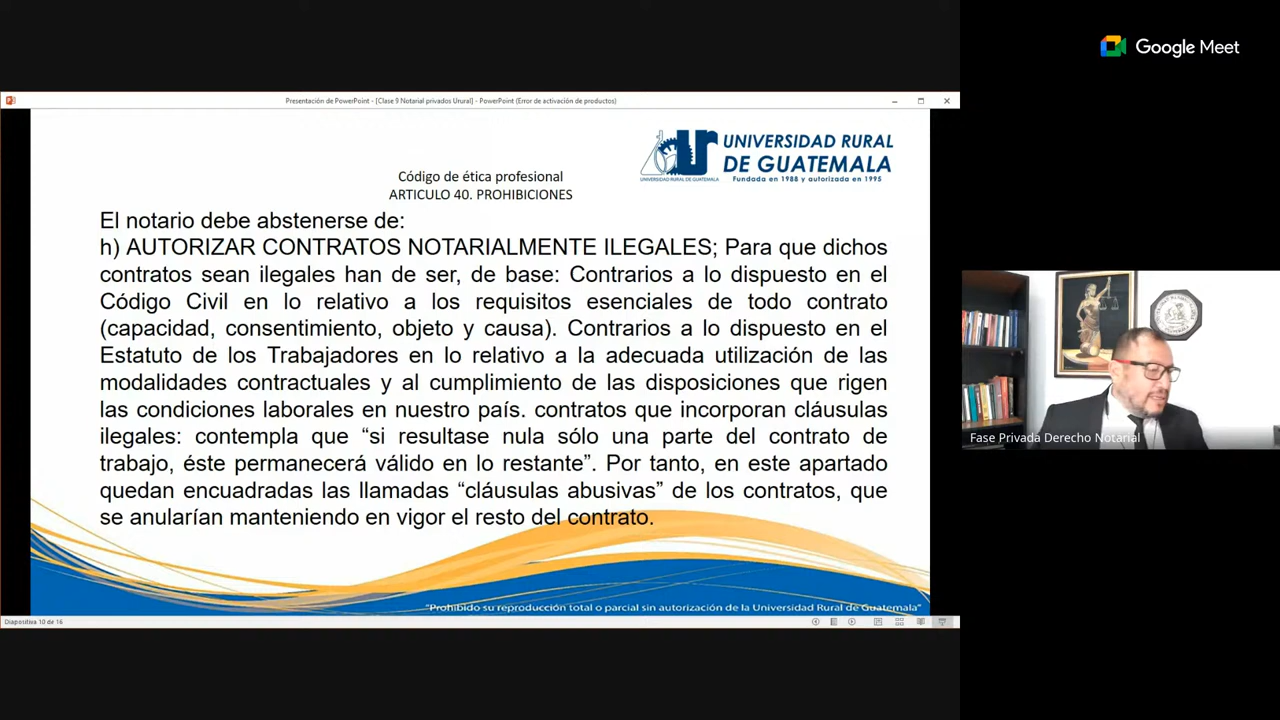 Google Meet
Presentación de PowerPoint - [Clase 9 Notarial privados Urural] - PowerPoint (Error de activación de productos)
UNIVERSIDAD RURAL
DE GUATEMALA
Fundada en 1988 y autorizada en 1995
UNIVERSIDAD RURAL DE GUATEMALA
Código de ética profesional
ARTICULO 40. PROHIBICIONES
El notario debe abstenerse de:
h) AUTORIZAR CONTRATOS NOTARIALMENTE ILEGALES; Para que dichos
contratos sean ilegales han de ser, de base: Contrarios a lo dispuesto en el
Código Civil en lo relativo a los requisitos esenciales de todo contrato
(capacidad, consentimiento, objeto y causa). Contrarios a lo dispuesto en el
Estatuto de los Trabajadores en lo relativo a la adecuada utilización de las
modalidades contractuales y al cumplimiento de las disposiciones que rigen
las condiciones laborales en nuestro país. contratos que incorporan cláusulas
ilegales: contempla que “si resultase nula sólo una parte del contrato de
trabajo, éste permanecerá válido en lo restante”. Por tanto, en este apartado
quedan encuadradas las llamadas “cláusulas abusivas” de los contratos, que
se anularían manteniendo en vigor el resto del contrato.
"Prohibido su reproducción total o parcial sin autorización de la Universidad Rural de Guatemala"
Diapositiva 10 de 16
Fase Privada Derecho Notarial